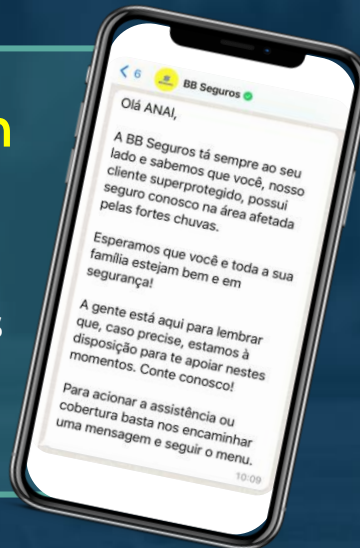 n
s
6 BB Seguros
Olá ANAI,
A BB Seguros tá sempre ao seu
lado e sabemos que você, nosso
cliente superprotegido, possui
seguro conosco na área afetada
pelas fortes chuvas.
Esperamos que você e toda a sua
família estejam bem e em
segurança!
A gente está aqui para lembrar
que, caso precise, estamos à
disposição para te apoiar nestes
momentos. Conte conosco!
Para acionar a assistência ou
cobertura basta nos encaminhar
uma mensagem e seguir o menu.
10:09